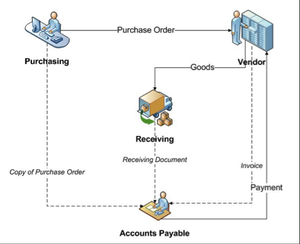 Purchase Order
Purchasing
Vendor
Goods
Receiving
Receiving Document
Invoice
Copy of Purchase Order
Payment
Accounts Payable